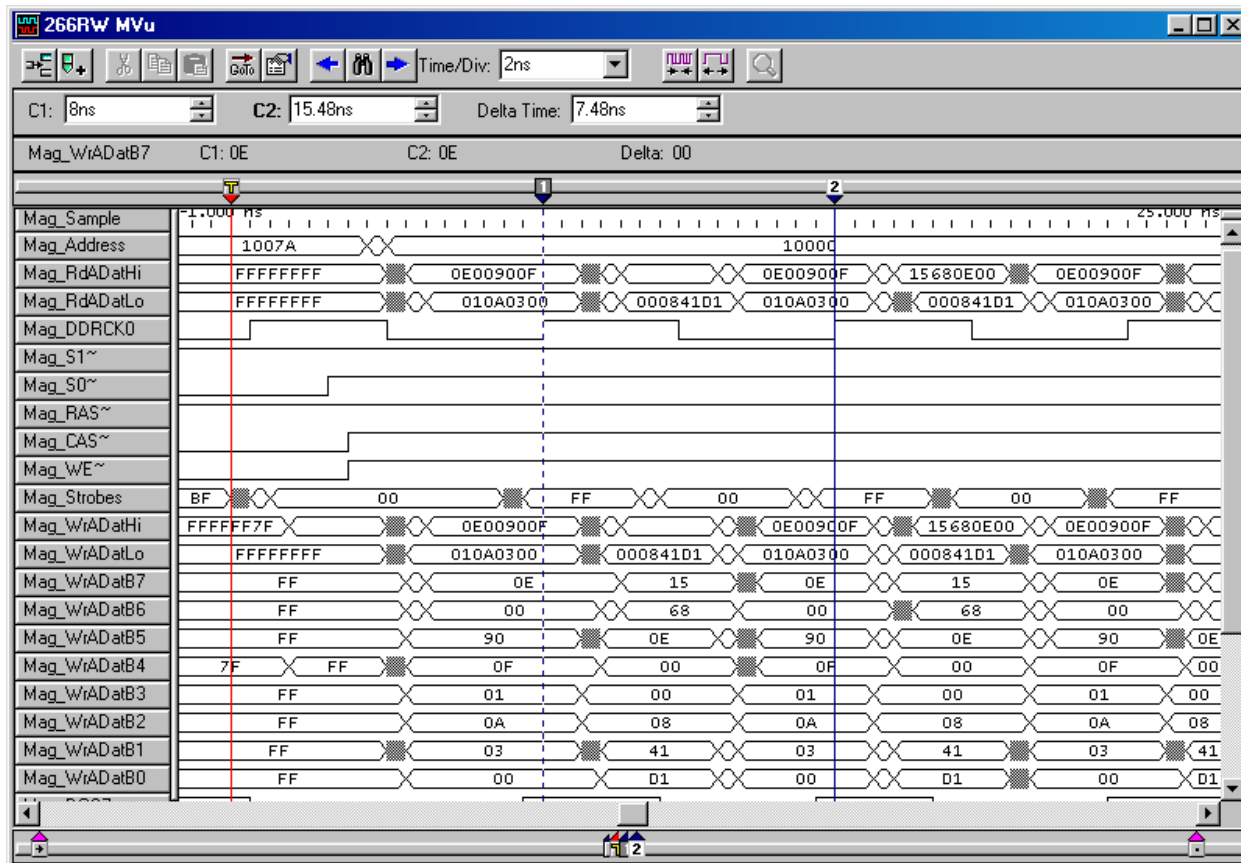 266RW MVu
GoTo Time/Div: 2ns
C1: 8ns C2: 15.48ns Delta Time: 7.48ns
Mag_WrADatB7 C1: 0E C2: 0E Delta: 00
T 1 2
Mag_Sample -1.000 ns 25.000 ns
Mag_Address 1007A 10000
Mag_RdADatHi FFFFFFFF 0E00900F 0E00900F 15680E00 0E00900F
Mag_RdADatLo FFFFFFFF 010A0300 000841D1 010A0300 000841D1 010A0300
Mag_DDRCK0
Mag_S1~
Mag_S0~
Mag_RAS~
Mag_CAS~
Mag_WE~
Mag_Strobes BF 00 FF 00 FF 00 FF
Mag_WrADatHi FFFFFF7F 0E00900F 0E00900F 15680E00 0E00900F
Mag_WrADatLo FFFFFFFF 010A0300 000841D1 010A0300 000841D1 010A0300
Mag_WrADatB7 FF 0E 15 0E 15 0E
Mag_WrADatB6 FF 00 68 00 68 00
Mag_WrADatB5 FF 90 0E 90 0E 90 0E
Mag_WrADatB4 7F FF 0F 00 0F 00 0F 00
Mag_WrADatB3 FF 01 00 01 00 01 00
Mag_WrADatB2 FF 0A 08 0A 08 0A 08
Mag_WrADatB1 FF 03 41 03 41 03 41
Mag_WrADatB0 FF 00 D1 00 D1 00 D1
2